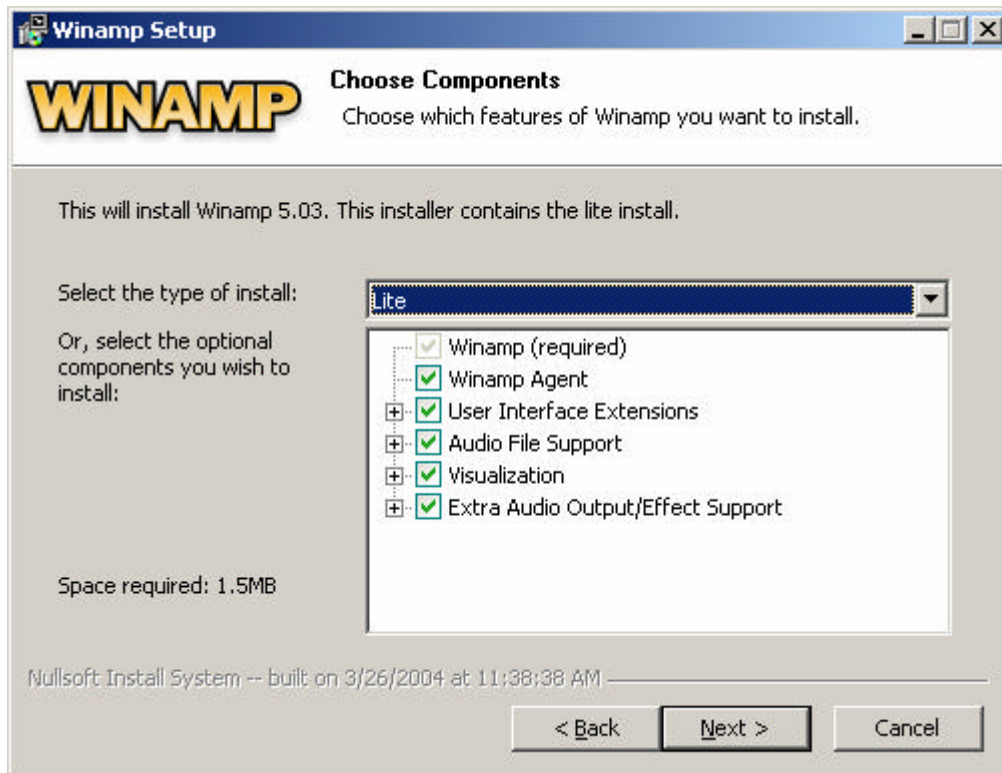 Winamp Setup
WINAMP
Choose Components
Choose which features of Winamp you want to install.
This will install Winamp 5.03. This installer contains the lite install.
Select the type of install:
Lite
Or, select the optional
components you wish to
install:
Winamp (required)
Winamp Agent
User Interface Extensions
Audio File Support
Visualization
Extra Audio Output/Effect Support
Space required: 1.5MB
Nullsoft Install System -- built on 3/26/2004 at 11:38:38 AM
< Back
Next >
Cancel